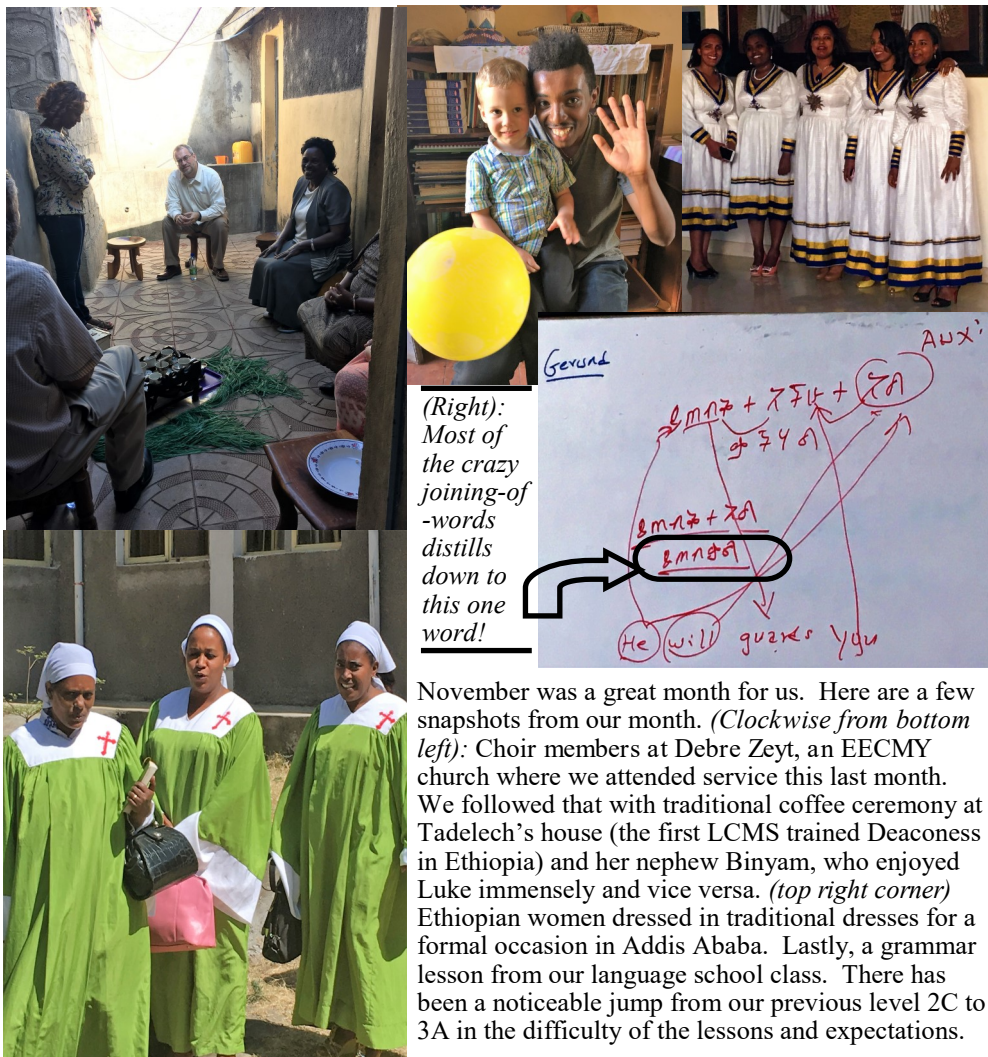 Gerund
Aux:
(Right):
Most of
the crazy
joining-of
-words
distills
down to
this one
word!
He will guards You
November was a great month for us.  Here are a few
snapshots from our month. (Clockwise from bottom
left): Choir members at Debre Zeyt, an EECMY
church where we attended service this last month.
We followed that with traditional coffee ceremony at
Tadelech’s house (the first LCMS trained Deaconess
in Ethiopia) and her nephew Binyam, who enjoyed
Luke immensely and vice versa. (top right corner)
Ethiopian women dressed in traditional dresses for a
formal occasion in Addis Ababa.  Lastly, a grammar
lesson from our language school class.  There has
been a noticeable jump from our previous level 2C to
3A in the difficulty of the lessons and expectations.